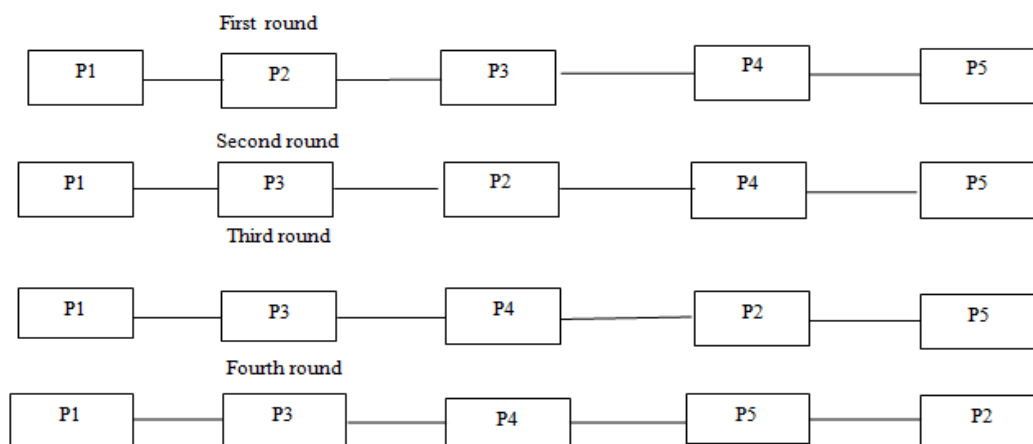 First round
P1 P2 P3 P4 P5
Second round
P1 P3 P2 P4 P5
Third round
P1 P3 P4 P2 P5
Fourth round
P1 P3 P4 P5 P2